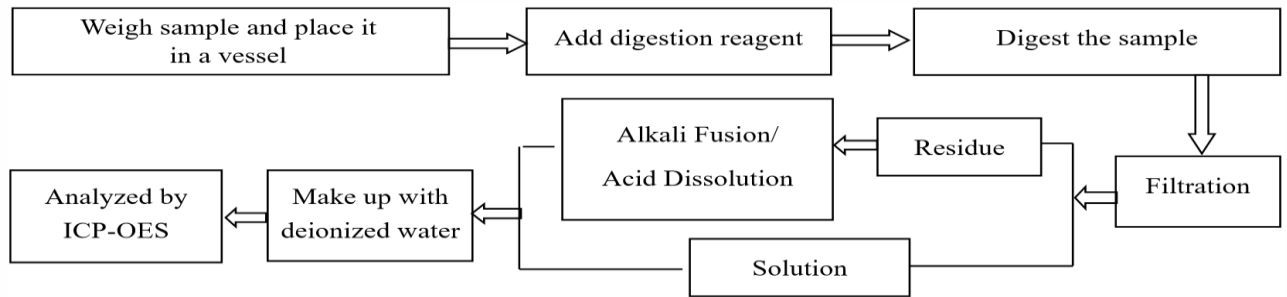 Weigh sample and place it
in a vessel
Add digestion reagent
Digest the sample
Filtration
Residue
Alkali Fusion/
Acid Dissolution
Solution
Make up with
deionized water
Analyzed by
ICP-OES